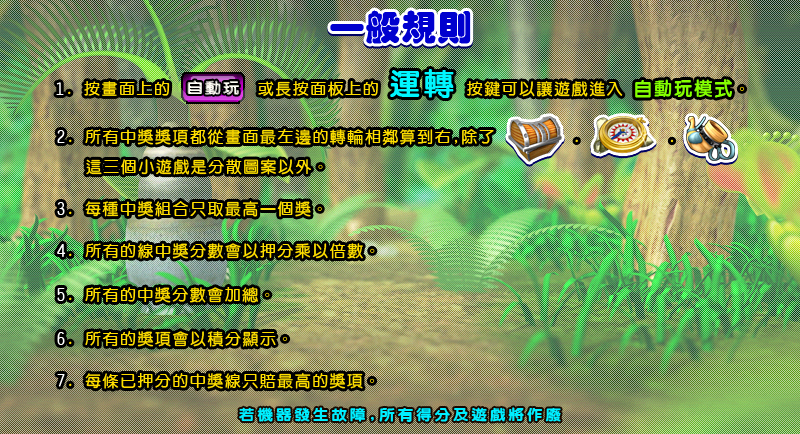 一般規則
1. 按畫面上的 自動玩 或長按面板上的 運轉 按鍵可以讓遊戲進入 自動玩模式。
2. 所有中獎獎項都從畫面最左邊的轉輪相鄰算到右,除了 、 、
這三個小遊戲是分散圖案以外。
3. 每種中獎組合只取最高一個獎。
4. 所有的線中獎分數會以押分乘以倍數。
5. 所有的中獎分數會加總。
6. 所有的獎項會以積分顯示。
7. 每條已押分的中獎線只賠最高的獎項。
若機器發生故障,所有得分及遊戲將作廢